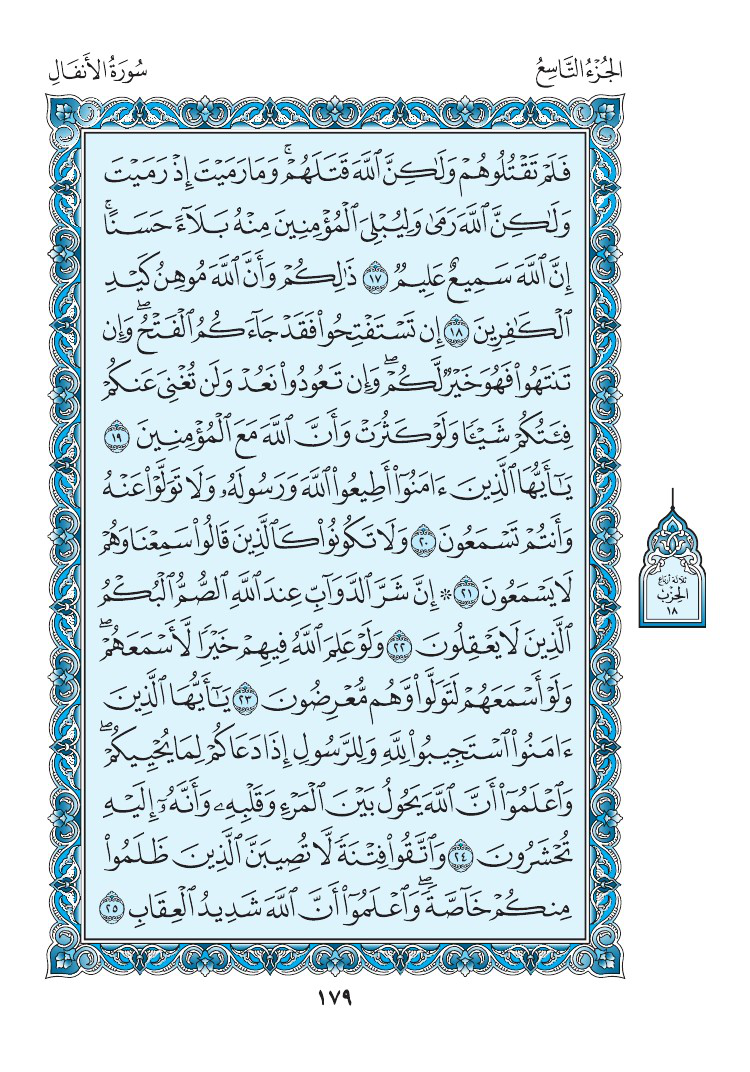 الجُزْءُ التَّاسِعُ
سُورَةُ الأَنفَالِ
فَلَمْ تَقْتُلُوهُمْ وَلَٰكِنَّ ٱللَّهَ قَتَلَهُمْۚ وَمَا رَمَيْتَ إِذْ رَمَيْتَ
وَلَٰكِنَّ ٱللَّهَ رَمَىٰ وَلِيُبْلِيَ ٱلْمُؤْمِنِينَ مِنْهُ بَلَآءً حَسَنًاۚ
إِنَّ ٱللَّهَ سَمِيعٌ عَلِيمٌ ١٧ ذَٰلِكُمْ وَأَنَّ ٱللَّهَ مُوهِنُ كَيْدِ
ٱلْكَٰفِرِينَ ١٨ إِن تَسْتَفْتِحُوا۟ فَقَدْ جَآءَكُمُ ٱلْفَتْحُۖ وَإِن
تَنتَهُوا۟ فَهُوَ خَيْرٌ لَّكُمْۖ وَإِن تَعُودُوا۟ نَعُدْ وَلَن تُغْنِيَ عَنكُمْ
فِئَتُكُمْ شَيْـًٔا وَلَوْ كَثُرَتْ وَأَنَّ ٱللَّهَ مَعَ ٱلْمُؤْمِنِينَ ١٩
يَٰٓأَيُّهَا ٱلَّذِينَ ءَامَنُوٓا۟ أَطِيعُوا۟ ٱللَّهَ وَرَسُولَهُۥ وَلَا تَوَلَّوْا۟ عَنْهُ
وَأَنتُمْ تَسْمَعُونَ ٢٠ وَلَا تَكُونُوا۟ كَٱلَّذِينَ قَالُوا۟ سَمِعْنَا وَهُمْ
لَا يَسْمَعُونَ ٢١ ۞ إِنَّ شَرَّ ٱلدَّوَآبِّ عِندَ ٱللَّهِ ٱلصُّمُّ ٱلْبُكْمُ
ٱلَّذِينَ لَا يَعْقِلُونَ ٢٢ وَلَوْ عَلِمَ ٱللَّهُ فِيهِمْ خَيْرًا لَّأَسْمَعَهُمْۖ
وَلَوْ أَسْمَعَهُمْ لَتَوَلَّوا۟ وَّهُم مُّعْرِضُونَ ٢٣ يَٰٓأَيُّهَا ٱلَّذِينَ
ءَامَنُوا۟ ٱسْتَجِيبُوا۟ لِلَّهِ وَلِلرَّسُولِ إِذَا دَعَاكُمْ لِمَا يُحْيِيكُمْۖ
وَٱعْلَمُوٓا۟ أَنَّ ٱللَّهَ يَحُولُ بَيْنَ ٱلْمَرْءِ وَقَلْبِهِۦ وَأَنَّهُۥٓ إِلَيْهِ
تُحْشَرُونَ ٢٤ وَٱتَّقُوا۟ فِتْنَةً لَّا تُصِيبَنَّ ٱلَّذِينَ ظَلَمُوا۟
مِنكُمْ خَآصَّةًۖ وَٱعْلَمُوٓا۟ أَنَّ ٱللَّهَ شَدِيدُ ٱلْعِقَابِ ٢٥
ثلاثة أرباع
الحزب
١٨
١٧٩